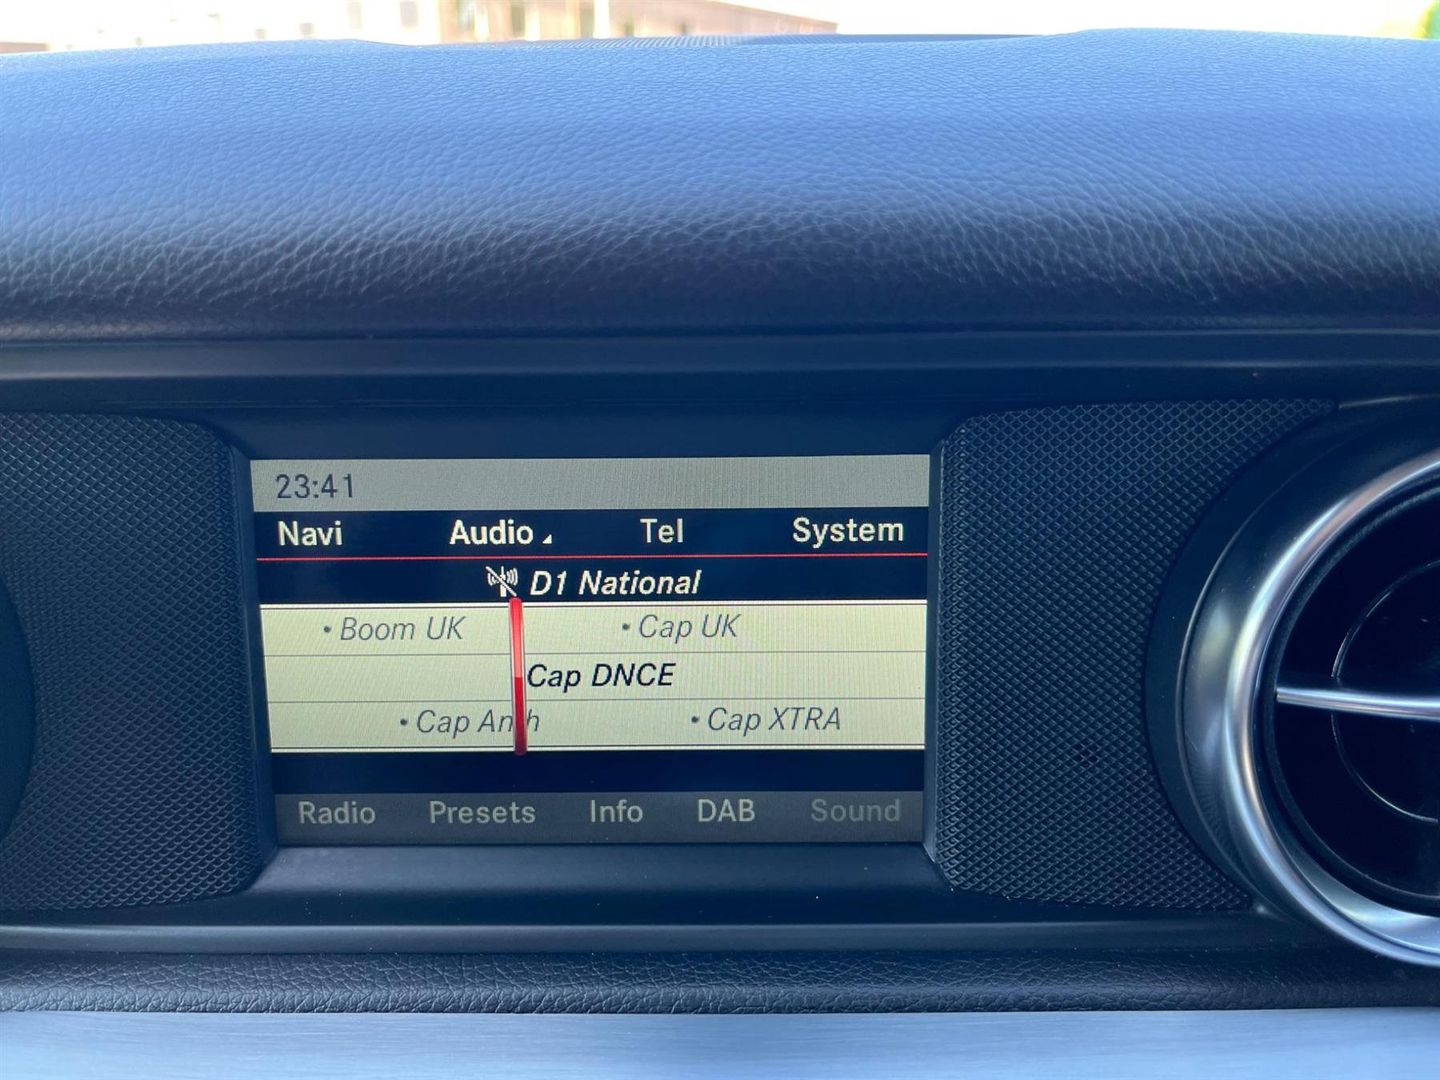 23:41
Navi Audio Tel System
D1 National
• Boom UK • Cap UK
Cap DNCE
• Cap • Cap XTRA
Radio Presets Info DAB Sound